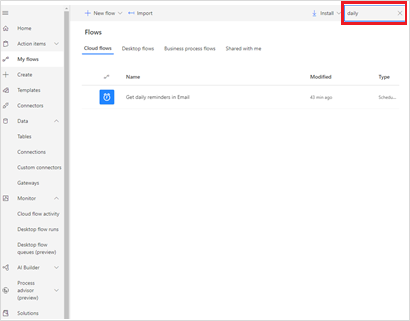 New flow
Import
Install
daily
Home
Action items
My flows
Create
Templates
Connectors
Data
Tables
Connections
Custom connectors
Gateways
Monitor
Cloud flow activity
Desktop flow runs
Desktop flow
queues (preview)
AI Builder
Process
advisor
(preview)
Solutions
Flows
Cloud flows Desktop flows Business process flows Shared with me
Name Modified Type
Get daily reminders in Email 43 min ago Schedu...